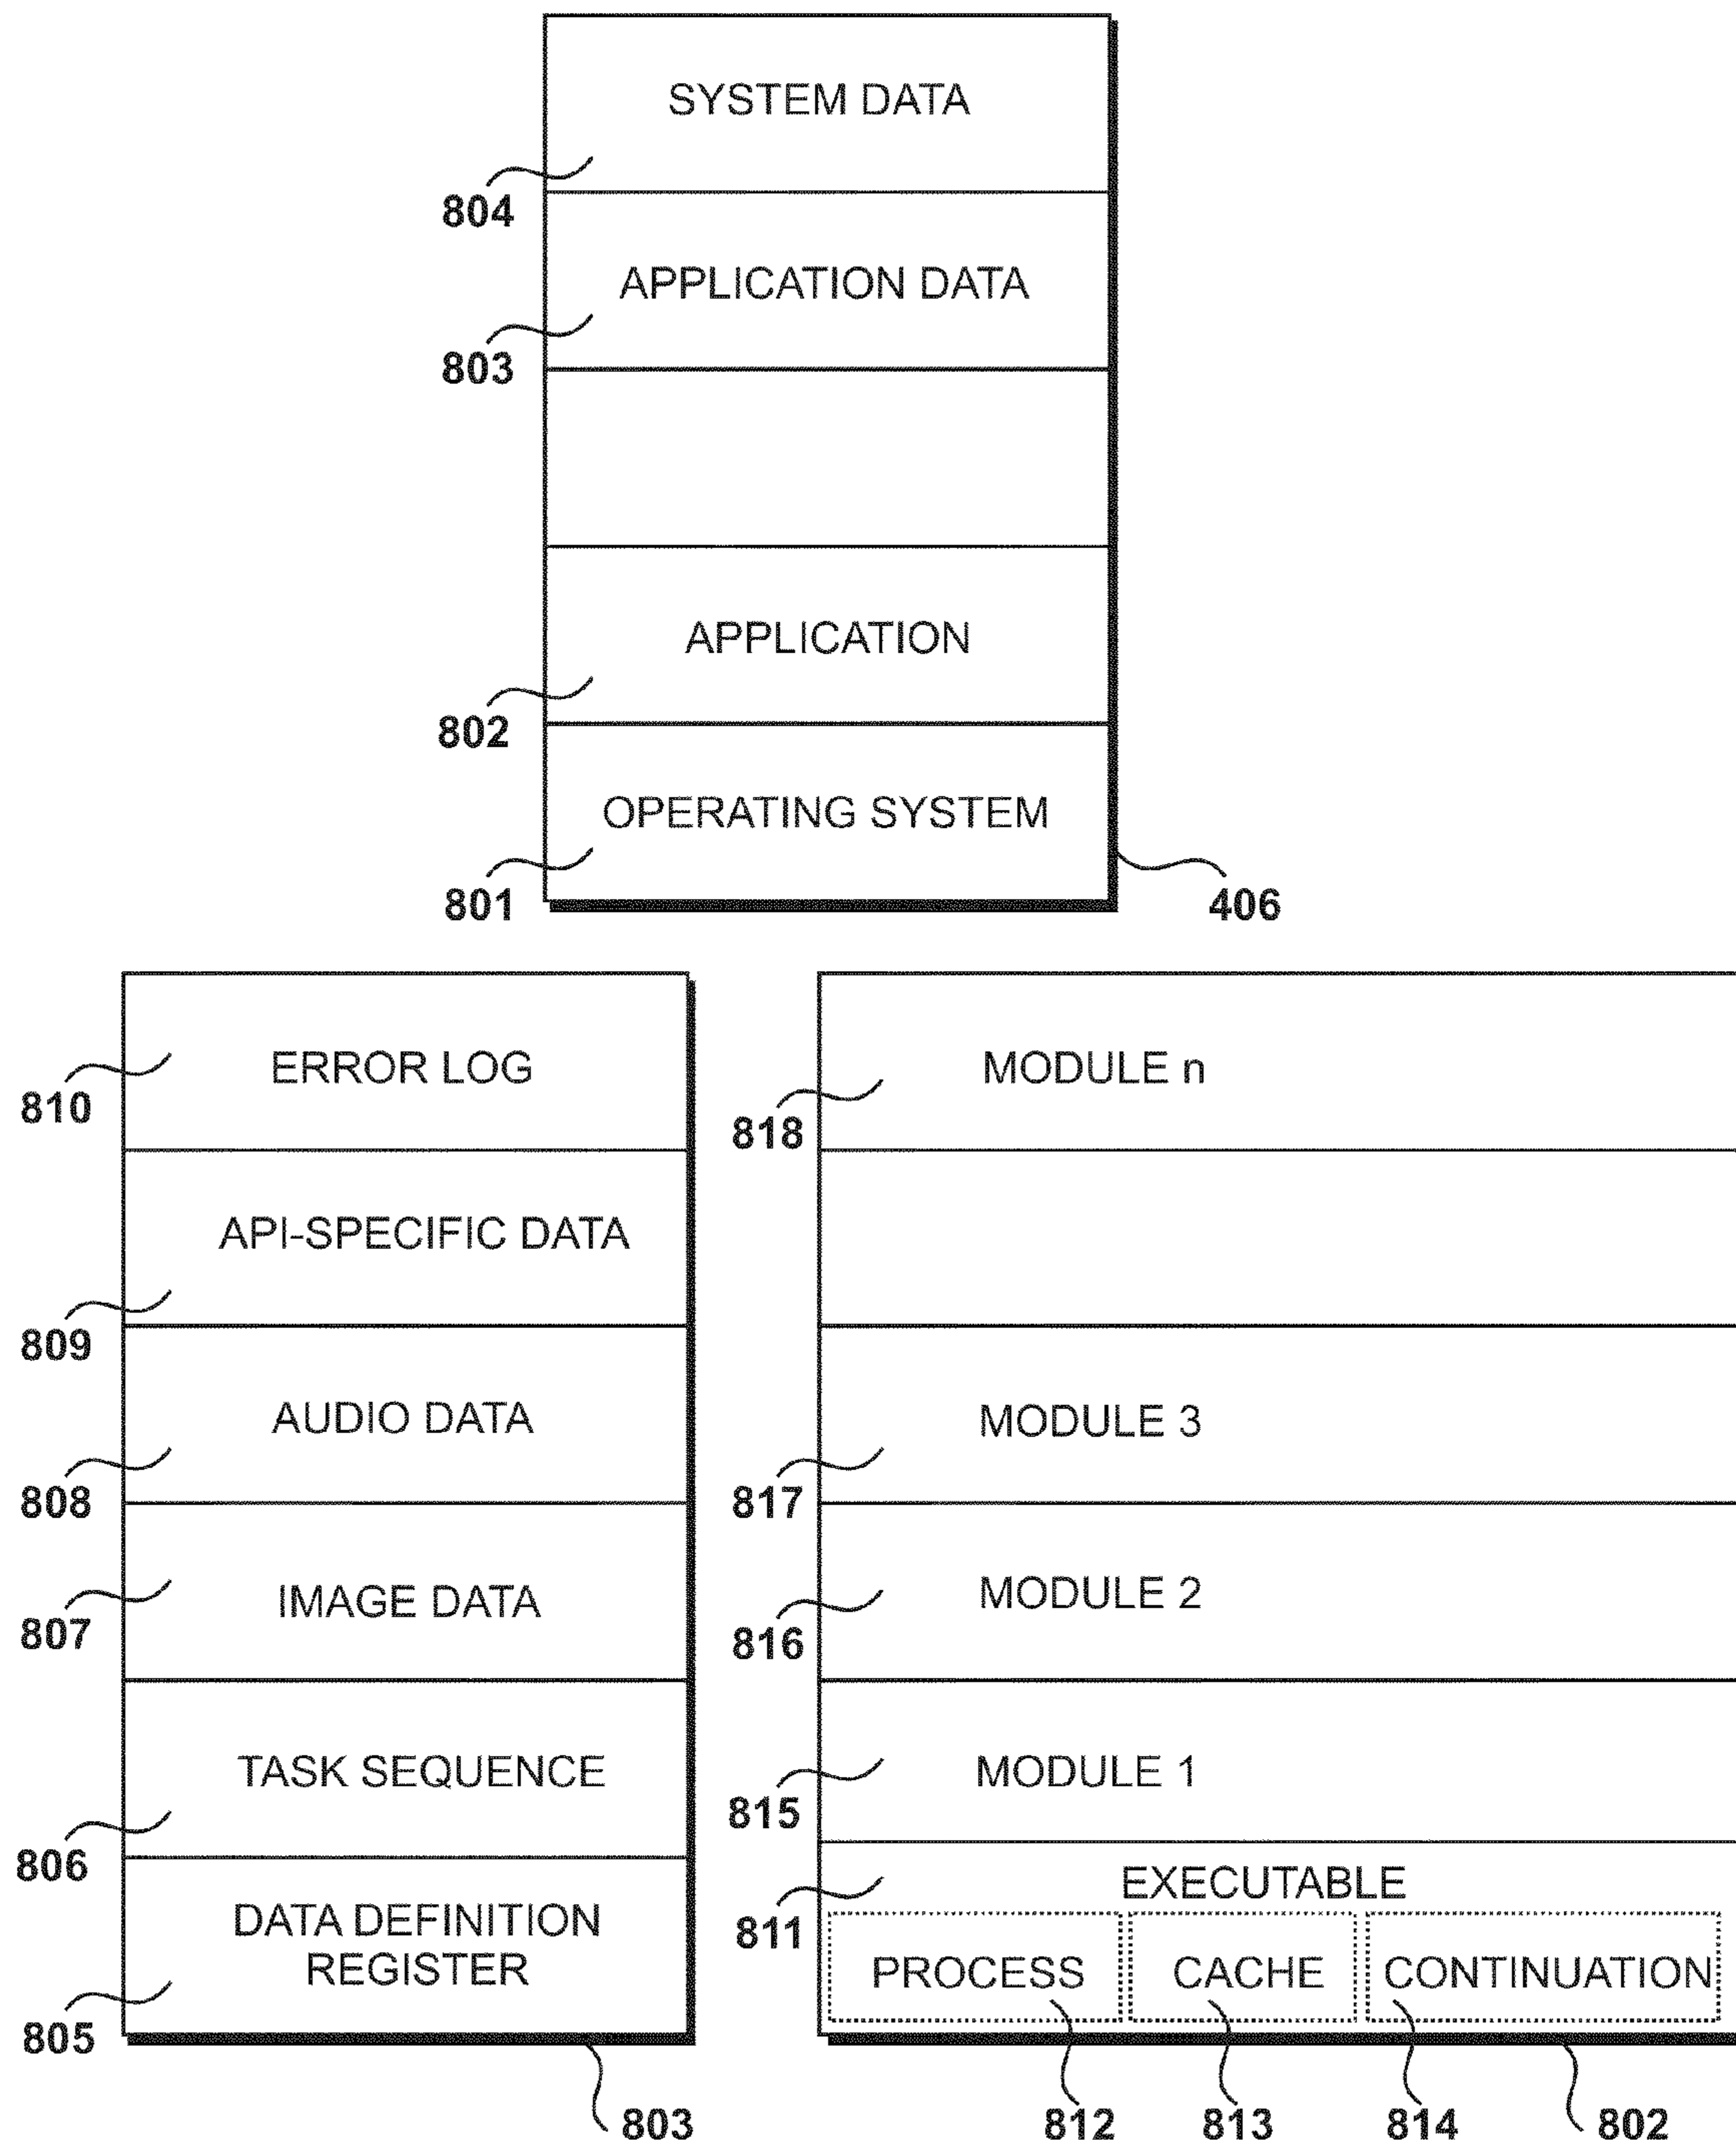 SYSTEM DATA
804
APPLICATION DATA
803
APPLICATION
802
OPERATING SYSTEM
801
406
ERROR LOG
810
API-SPECIFIC DATA
809
AUDIO DATA
808
IMAGE DATA
807
TASK SEQUENCE
806
DATA DEFINITION
REGISTER
805
803
MODULE n
818
MODULE 3
817
MODULE 2
816
MODULE 1
815
EXECUTABLE
811
PROCESS CACHE CONTINUATION
812 813 814 802